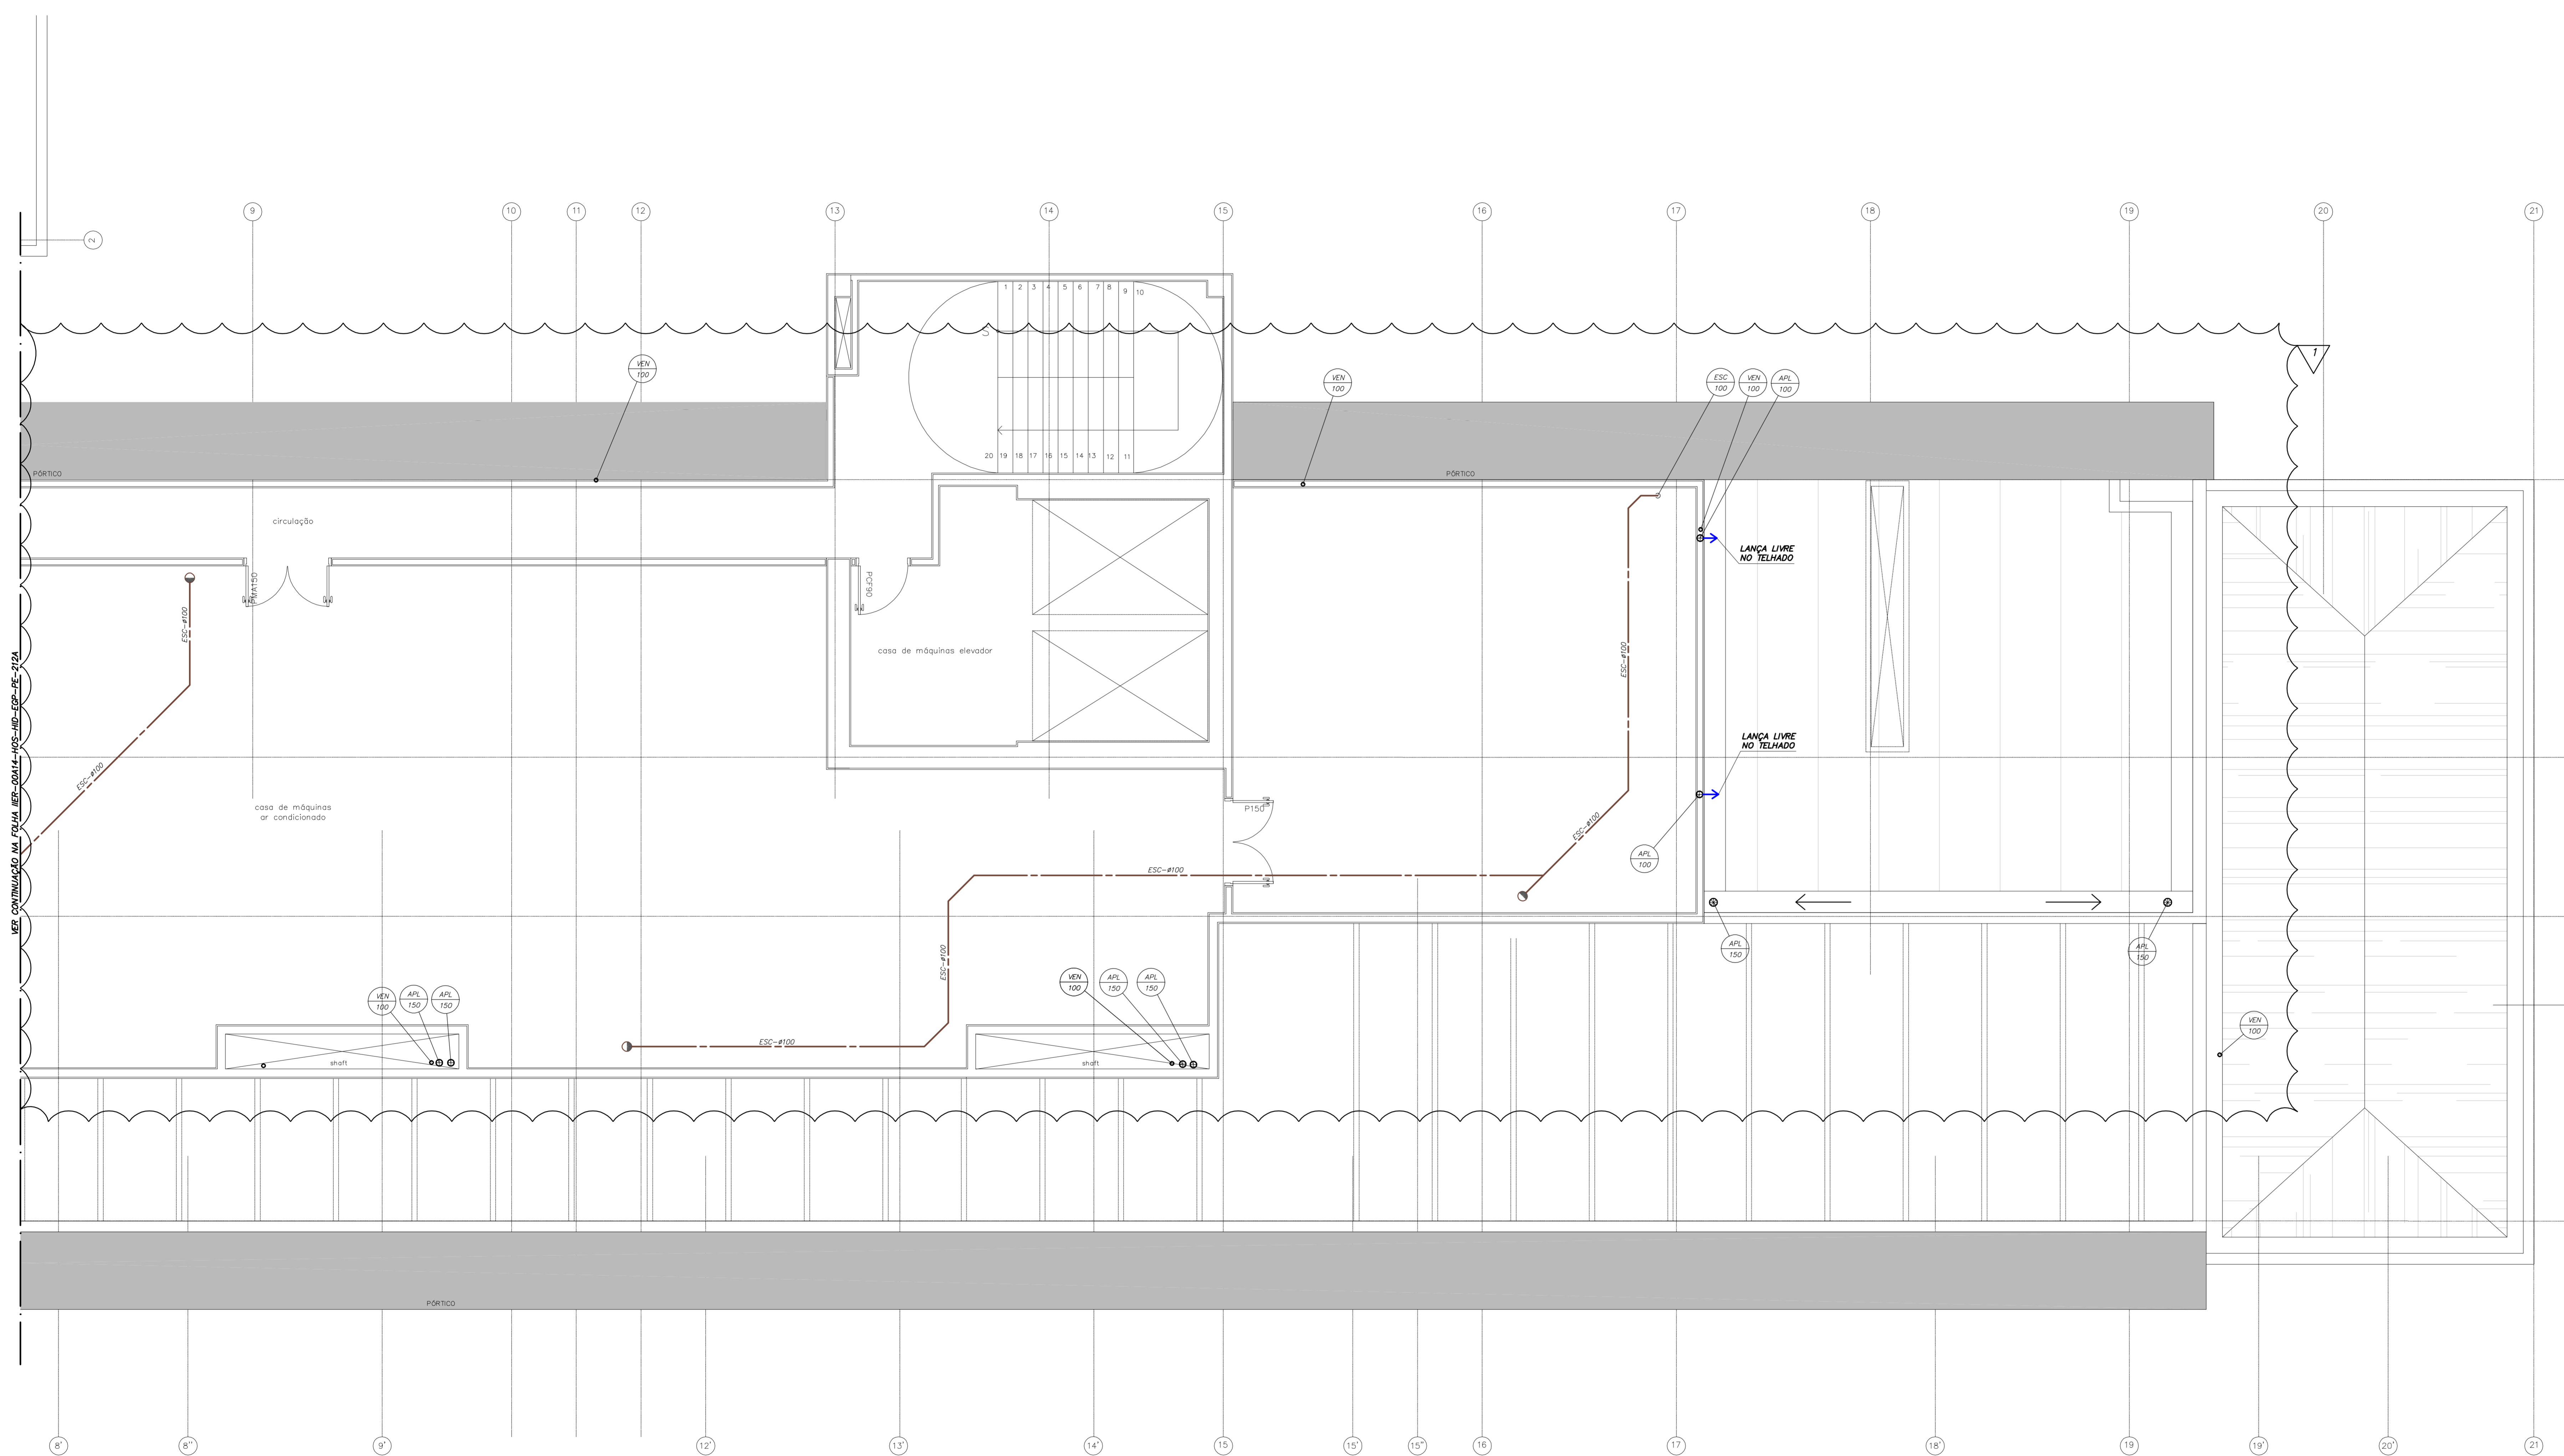 9
10
11
12
13
14
15
16
17
18
19
20
21
2
1
2
3
4
5
6
7
8
9
10
S
1
VEN
100
VEN
100
ESC
100
VEN
100
APL
100
20
19
18
17
16
15
14
13
12
11
PÓRTICO
PÓRTICO
circulação
PMA150
PCF90
LANÇA LIVRE
NO TELHADO
ESC-ø100
ESC-ø100
casa de máquinas elevador
VER CONTINUAÇÃO NA FOLHA IIER-00A14-HOS-HID-EGP-PE-212A
LANÇA LIVRE
NO TELHADO
ESC-ø100
casa de máquinas
ar condicionado
P150
ESC-ø100
APL
100
ESC-ø100
APL
150
APL
150
ESC-ø100
VEN
100
APL
150
APL
150
VEN
100
APL
150
APL
150
VEN
100
ESC-ø100
shaft
shaft
PÓRTICO
8'
8''
9'
12'
13'
14'
15
15'
15''
16
17
18'
19
19'
20'
21